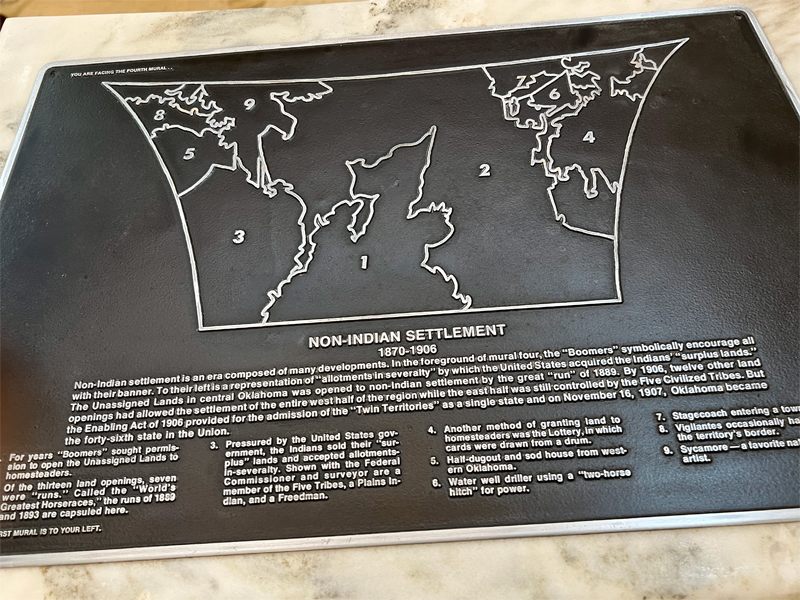 YOU ARE FACING THE FOURTH MURAL . .
9
8
5
3
1
2
7
6
4
NON-INDIAN SETTLEMENT
1870-1906
Non-Indian settlement is an era composed of many developments. In the foreground of mural four, the "Boomers" symbolically encourage all
with their banner. To their left is a representation of "allotments in severalty" by which the United States acquired the Indians' "surplus lands."
The Unassigned Lands in central Oklahoma was opened to non-Indian settlement by the great "run" of 1889. By 1906, twelve other land
openings had allowed the settlement of the entire west half of the region while the east half was still controlled by the Five Civilized Tribes. But
the Enabling Act of 1906 provided for the admission of the "Twin Territories" as a single state and on November 16, 1907, Oklahoma became
the forty-sixth state in the Union.
For years "Boomers" sought permis-
sion to open the Unassigned Lands to
homesteaders.
Of the thirteen land openings, seven
were "runs." Called the "World's
Greatest Horseraces," the runs of 1889
and 1893 are capsuled here.
3. Pressured by the United States gov-
ernment, the Indians sold their "sur-
plus" lands and accepted allotments-
in-severalty. Shown with the Federal
Commissioner and surveyor are a
member of the Five Tribes, a Plains In-
dian, and a Freedman.
4. Another method of granting land to
homesteaders was the Lottery, in which
cards were drawn from a drum.
5. Half-dugout and sod house from west-
ern Oklahoma.
6. Water well driller using a "two-horse
hitch" for power.
7. Stagecoach entering a
8. Vigilantes occasionally
the territory's border.
9. Sycamore — a favorite
artist.
MURAL IS TO YOUR LEFT.